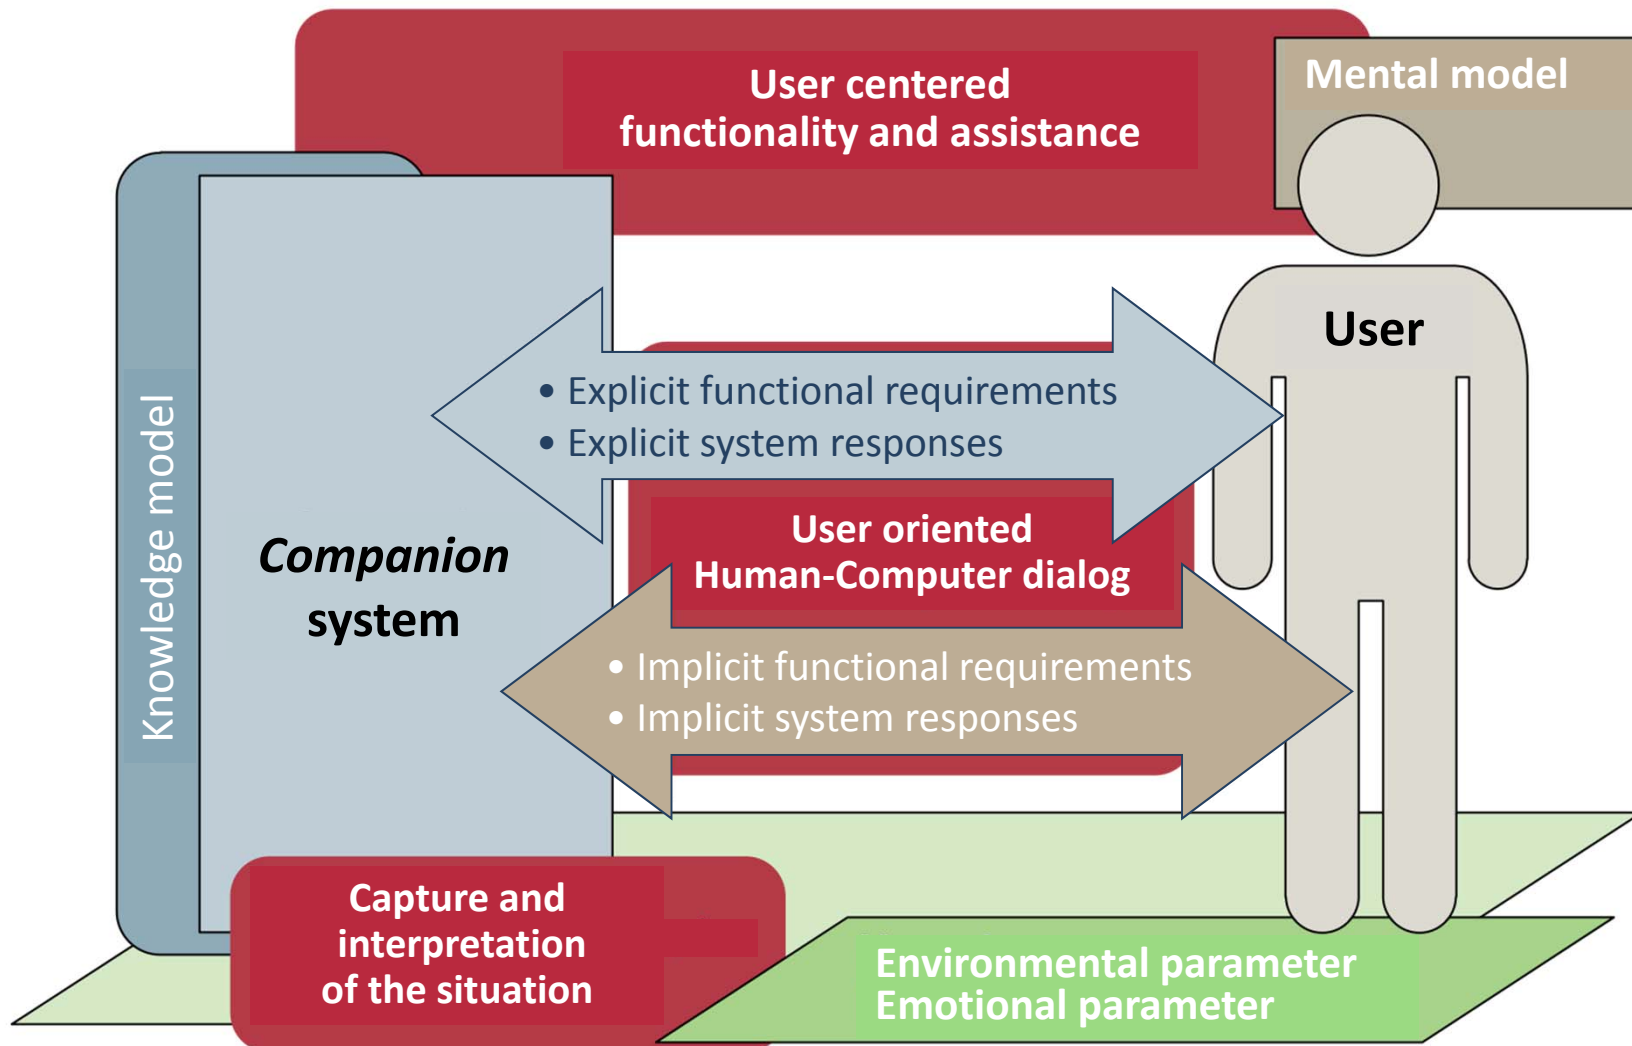 User centered
functionality and assistance
Mental model
User
• Explicit functional requirements
• Explicit system responses
Knowledge model
Companion
system
User oriented
Human-Computer dialog
• Implicit functional requirements
• Implicit system responses
Capture and
interpretation
of the situation
Environmental parameter
Emotional parameter